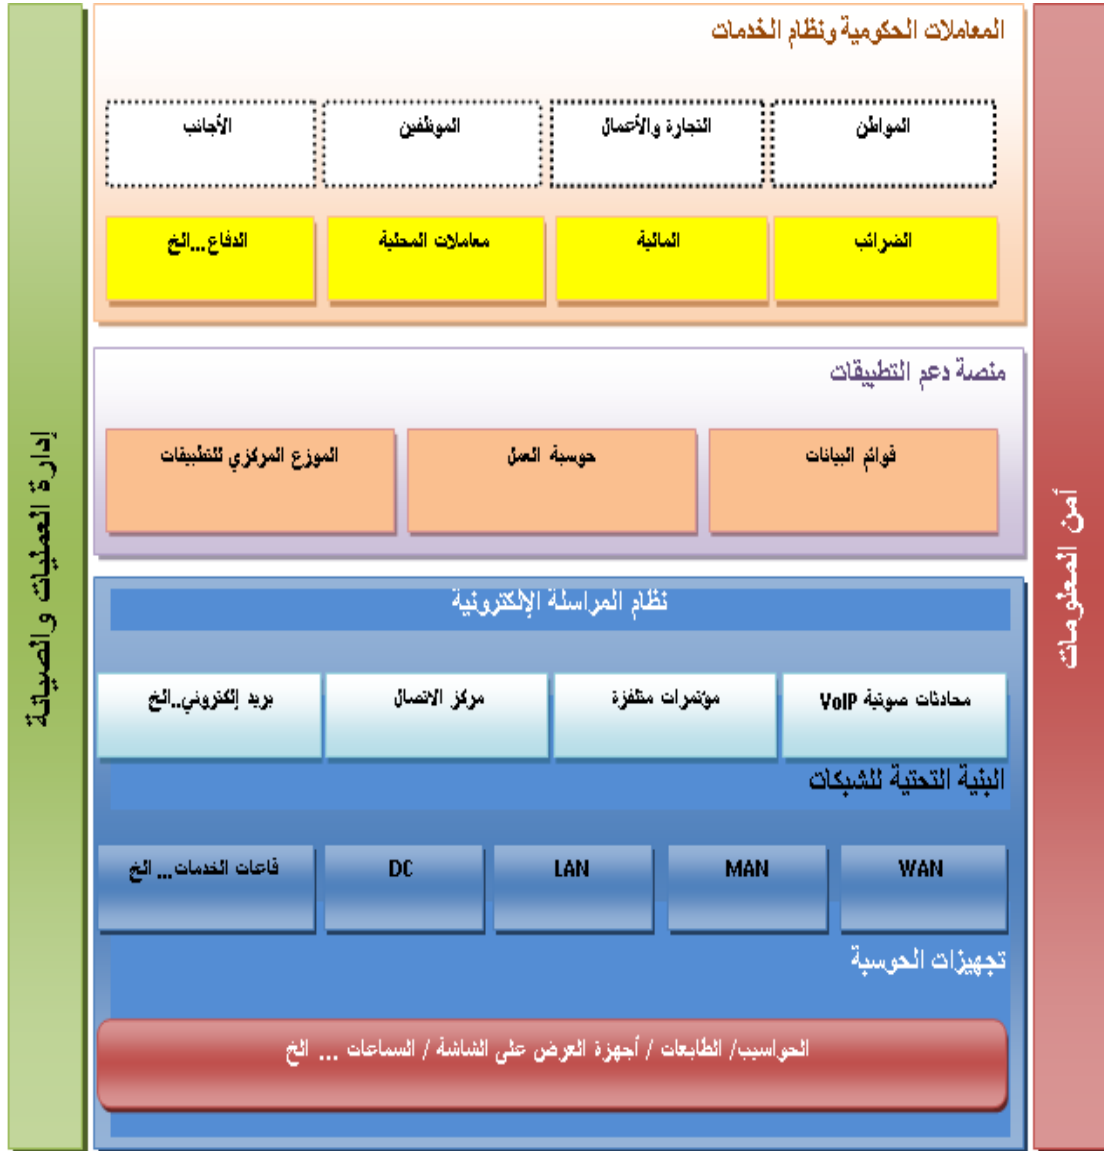 المعاملات الحكومية ونظام الخدمات
المواطن
التجارة والأعمال
الموظفين
الأجانب
الضرائب
المالية
معاملات المحلية
الدفاع...الخ
منصة دعم التطبيقات
قوائم البيانات
حوسبة العمل
الموزع المركزي للتطبيقات
نظام المراسلة الإلكترونية
محادثات صوتية VoIP
مؤتمرات متلفزة
مركز الاتصال
بريد إلكتروني..الخ
البنية التحتية للشبكات
WAN
MAN
LAN
DC
قاعات الخدمات... الخ
تجهيزات الحوسبة
الحواسيب/ الطابعات / أجهزة العرض على الشاشة / السماعات ... الخ
أمن المعلومات
إدارة العمليات والصيانة